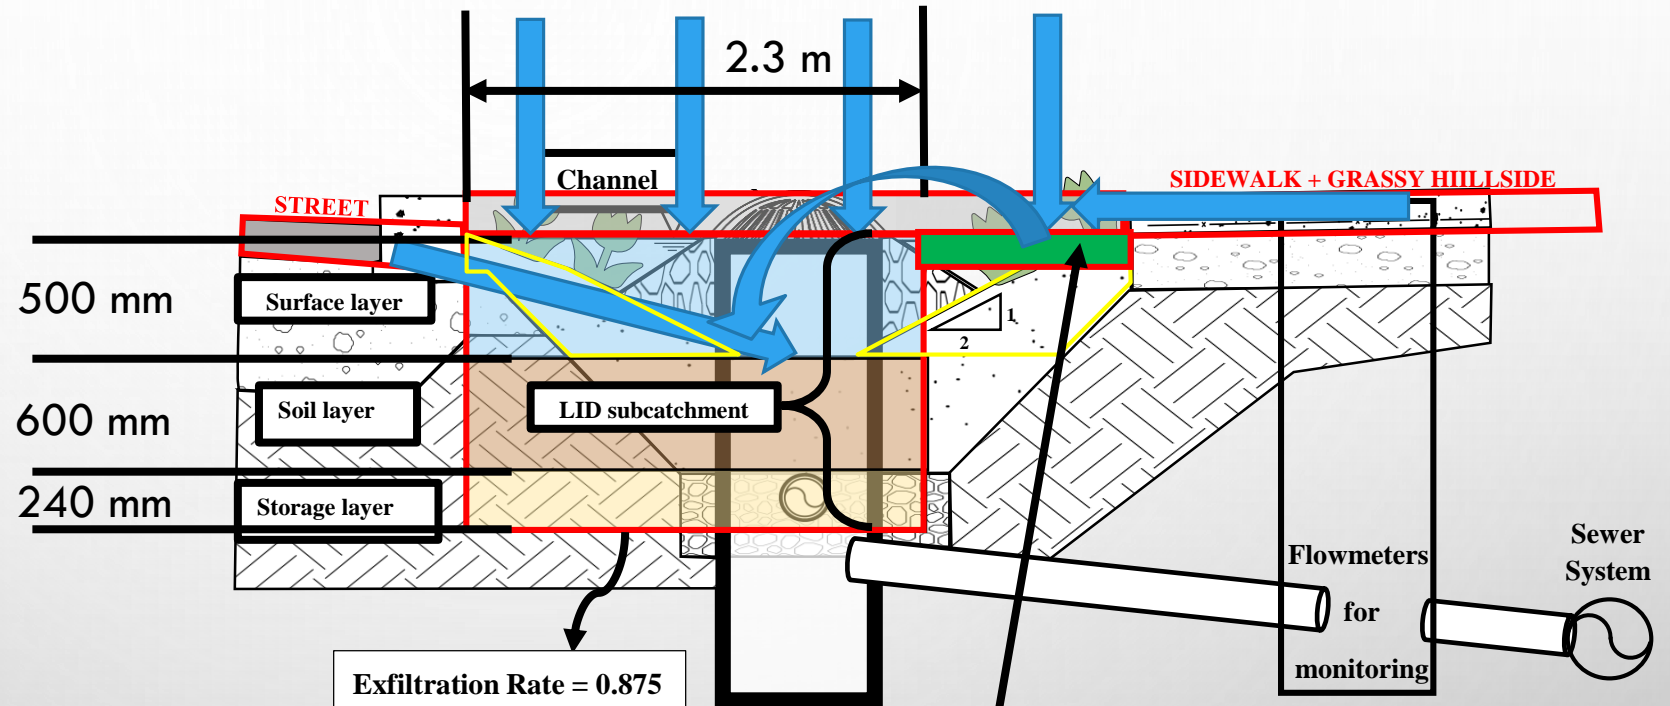 2.3 m
Channel
STREET
SIDEWALK + GRASSY HIILLSIDE
500 mm
Surface layer
1
2
600 mm
Soil layer
LID subcatchment
240 mm
Storage layer
Exfiltration Rate = 0.875
Flowmeters
for
monitoring
Sewer
System